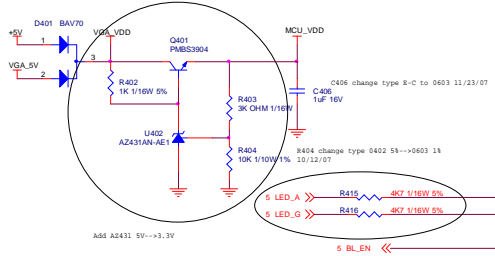 D401 BAV70
+5V
1
VGA_5V
2
3
VGA_VDD
Q401
PMBS3904
MCU_VDD
R402
1K 1/16W 5%
R403
3K OHM 1/16W
C406
1uF 16V
C406 change type E-C to 0603 11/23/07
U402
AZ431AN-AE1
R404
10K 1/10W 1%
R404 change type 0402 5%-->0603 1%
10/12/07
5 LED_A
R415
4K7 1/16W 5%
5 LED_G
R416
4K7 1/16W 5%
Add AZ431 5V-->3.3V
5 BL_EN